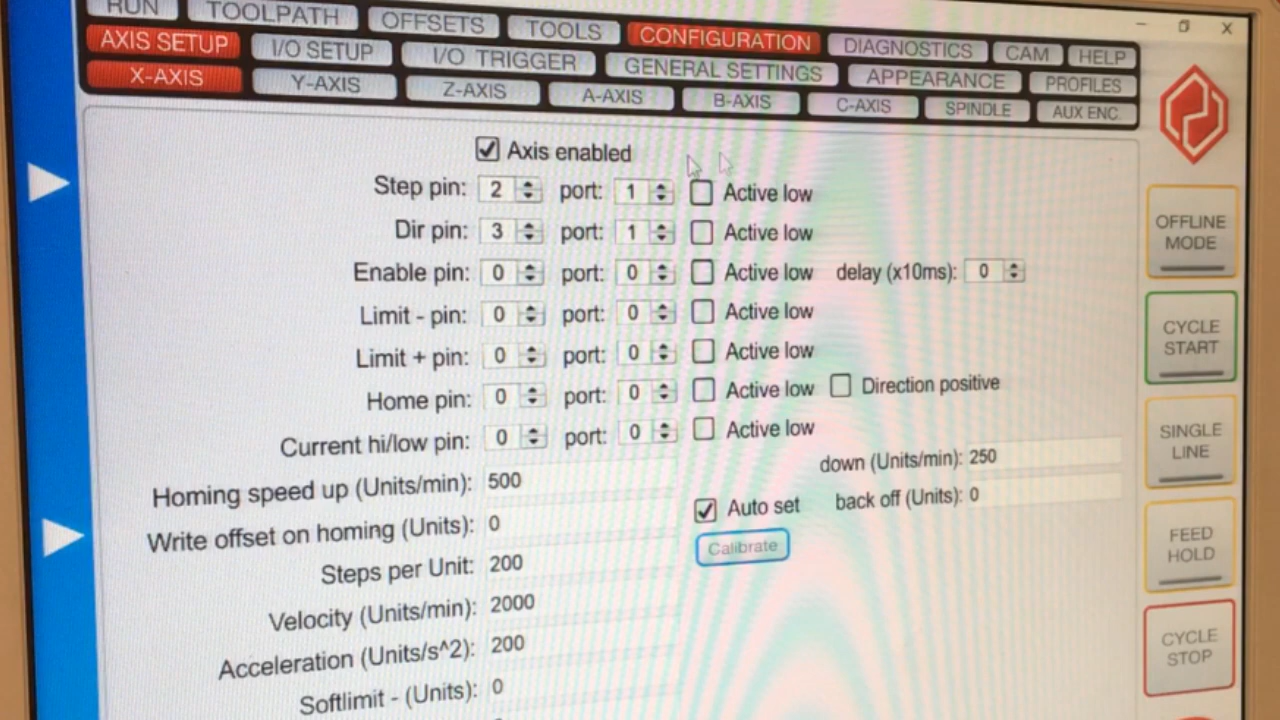 RUN TOOLPATH OFFSETS TOOLS CONFIGURATION DIAGNOSTICS CAM HELP
AXIS SETUP I/O SETUP I/O TRIGGER GENERAL SETTINGS APPEARANCE PROFILES
X-AXIS Y-AXIS Z-AXIS A-AXIS B-AXIS C-AXIS SPINDLE AUX ENC.
Axis enabled
Step pin: 2 port: 1 Active low
Dir pin: 3 port: 1 Active low
Enable pin: 0 port: 0 Active low delay (x10ms): 0
Limit - pin: 0 port: 0 Active low
Limit + pin: 0 port: 0 Active low
Home pin: 0 port: 0 Active low Direction positive
Current hi/low pin: 0 port: 0 Active low
Homing speed up (Units/min): 500 down (Units/min): 250
Write offset on homing (Units): 0 Auto set back off (Units): 0
Steps per Unit: 200 Calibrate
Velocity (Units/min): 2000
Acceleration (Units/s^2): 200
Softlimit - (Units): 0
OFFLINE
MODE
CYCLE
START
SINGLE
LINE
FEED
HOLD
CYCLE
STOP